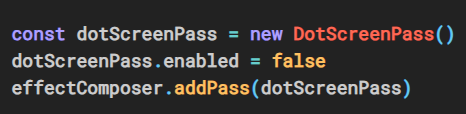 const dotScreenPass = new DotScreenPass()
dotScreenPass.enabled = false
effectComposer.addPass(dotScreenPass)